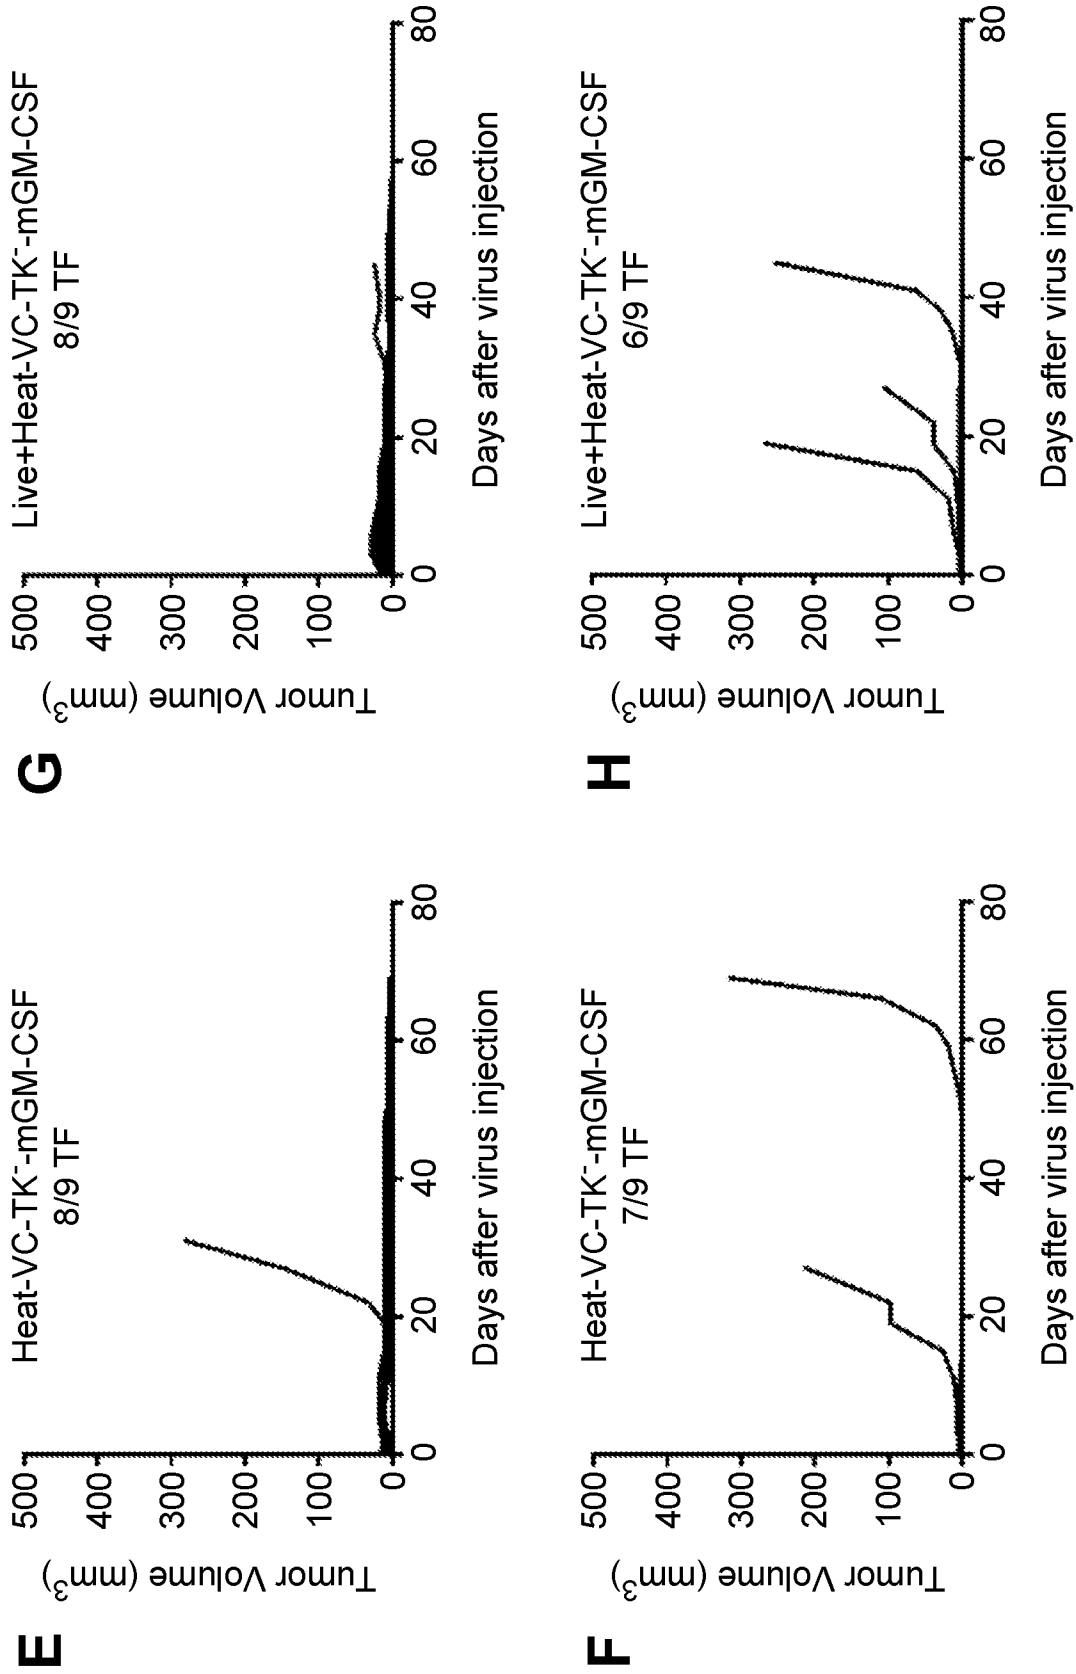 E
Heat-VC-TK⁻-mGM-CSF
8/9 TF
Tumor Volume (mm³)
500
400
300
200
100
0
0 20 40 60 80
Days after virus injection
G
Live+Heat-VC-TK⁻-mGM-CSF
8/9 TF
Tumor Volume (mm³)
500
400
300
200
100
0
0 20 40 60 80
Days after virus injection
F
Heat-VC-TK⁻-mGM-CSF
7/9 TF
Tumor Volume (mm³)
500
400
300
200
100
0
0 20 40 60 80
Days after virus injection
H
Live+Heat-VC-TK⁻-mGM-CSF
6/9 TF
Tumor Volume (mm³)
500
400
300
200
100
0
0 20 40 60 80
Days after virus injection